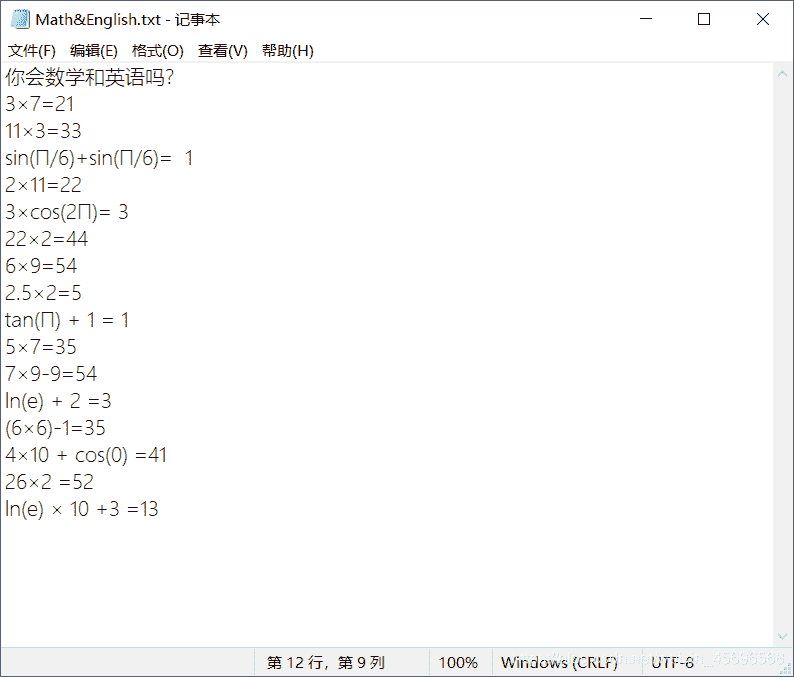 Math&English.txt - 记事本
文件(F) 编辑(E) 格式(O) 查看(V) 帮助(H)
你会数学和英语吗?
3×7=21
11×3=33
sin(∏/6)+sin(∏/6)=  1
2×11=22
3×cos(2∏)= 3
22×2=44
6×9=54
2.5×2=5
tan(∏) + 1 = 1
5×7=35
7×9-9=54
ln(e) + 2 =3
(6×6)-1=35
4×10 + cos(0) =41
26×2 =52
ln(e) × 10 +3 =13
第 12 行，第 9 列 100% Windows (CRLF) UTF-8